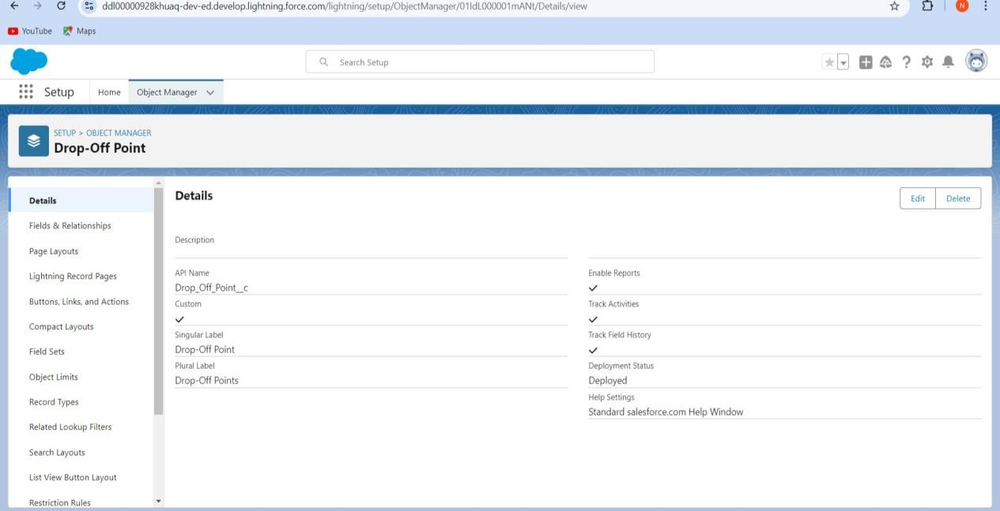 ddl00000928khuaq-dev-ed.develop.lightning.force.com/lightning/setup/ObjectManager/01IdL000001mANt/Details/view
N
YouTube Maps
Search Setup
Setup Home Object Manager
SETUP > OBJECT MANAGER
Drop-Off Point
Details
Fields & Relationships
Page Layouts
Lightning Record Pages
Buttons, Links, and Actions
Compact Layouts
Field Sets
Object Limits
Record Types
Related Lookup Filters
Search Layouts
List View Button Layout
Restriction Rules
Details
Edit Delete
Description
API Name
Drop_Off_Point__c
Custom
Singular Label
Drop-Off Point
Plural Label
Drop-Off Points
Enable Reports
Track Activities
Track Field History
Deployment Status
Deployed
Help Settings
Standard salesforce.com Help Window